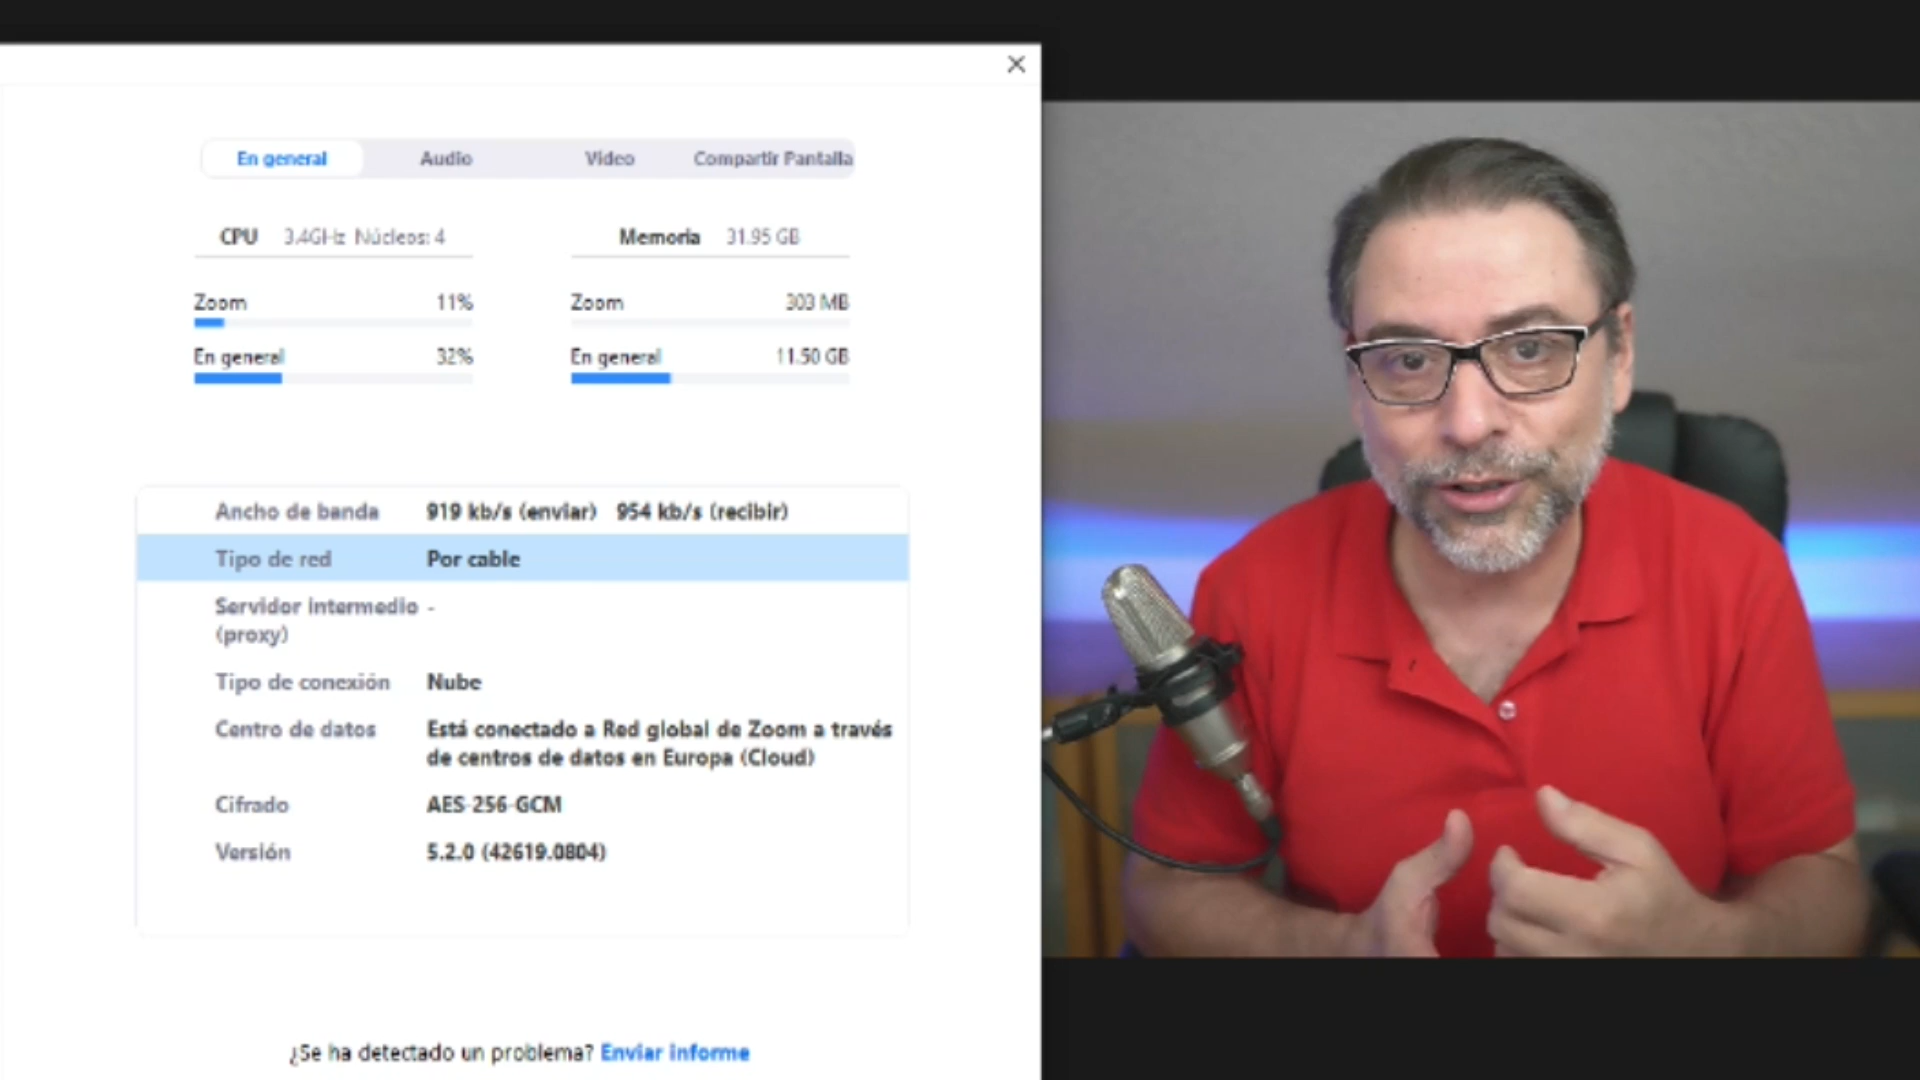 En general Audio Video Compartir Pantalla
CPU 3.4GHz Núcleos: 4 Memoria 31.95 GB
Zoom 11% Zoom 303 MB
En general 32% En general 11.50 GB
Ancho de banda 919 kb/s (enviar) 954 kb/s (recibir)
Tipo de red Por cable
Servidor intermedio -
(proxy)
Tipo de conexión Nube
Centro de datos Está conectado a Red global de Zoom a través
de centros de datos en Europa (Cloud)
Cifrado AES-256-GCM
Versión 5.2.0 (42619.0804)
¿Se ha detectado un problema? Enviar informe